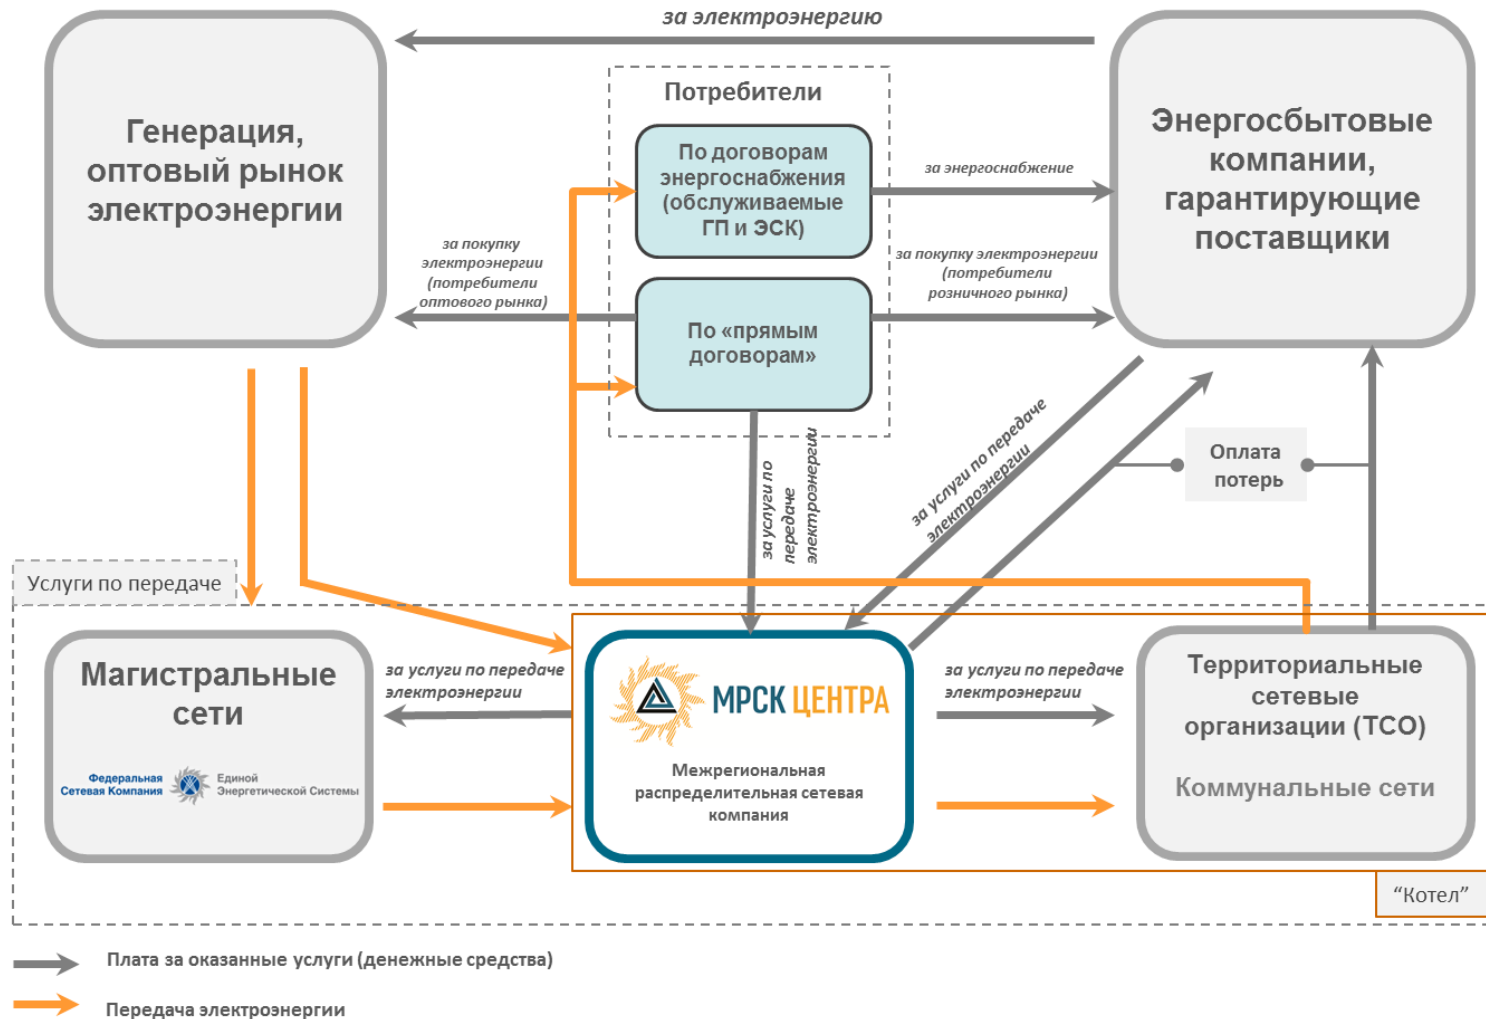 за электроэнергию
Генерация,
оптовый рынок
электроэнергии
Потребители
По договорам
энергоснабжения
(обслуживаемые
ГП и ЭСК)
за энергоснабжение
Энергосбытовые
компании,
гарантирующие
поставщики
за покупку
электроэнергии
(потребители
оптового рынка)
По «прямым
договорам»
за покупку электроэнергии
(потребители
розничного рынка)
за услуги по
передаче
электроэнергии
за услуги по передаче
электроэнергии
Оплата
потерь
Услуги по передаче
Магистральные
сети
Федеральная
Сетевая Компания
Единой
Энергетической Системы
за услуги по передаче
электроэнергии
МРСК ЦЕНТРА
Межрегиональная
распределительная сетевая
компания
за услуги по передаче
электроэнергии
Территориальные
сетевые
организации (ТСО)
Коммунальные сети
“Котел”
Плата за оказанные услуги (денежные средства)
Передача электроэнергии